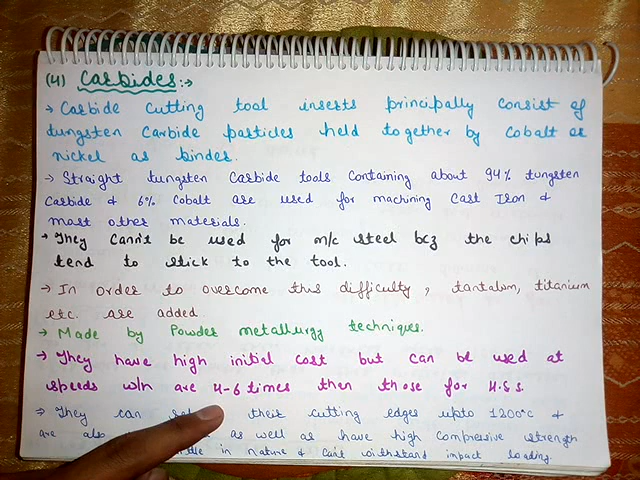 (4) Carbides:→
→ Carbide cutting tool inserts principally consist of
tungsten carbide particles held together by cobalt or
nickel as binder.
→ Straight tungsten carbide tools containing about 94% tungsten
carbide & 6% cobalt are used for machining cast Iron &
most other materials.
→ They cann't be used for m/c steel bcz the chips
tend to stick to the tool.
→ In order to overcome this difficulty, tantalum, titanium
etc. are added.
→ Made by Powder metallurgy techniques.
→ They have high initial cost but can be used at
speeds w/h are 4-6 times then those for H.S.S.
→ They can their cutting edges upto 1200°c &
are also as well as have high compressive strength
in nature & can't withstand impact loading.